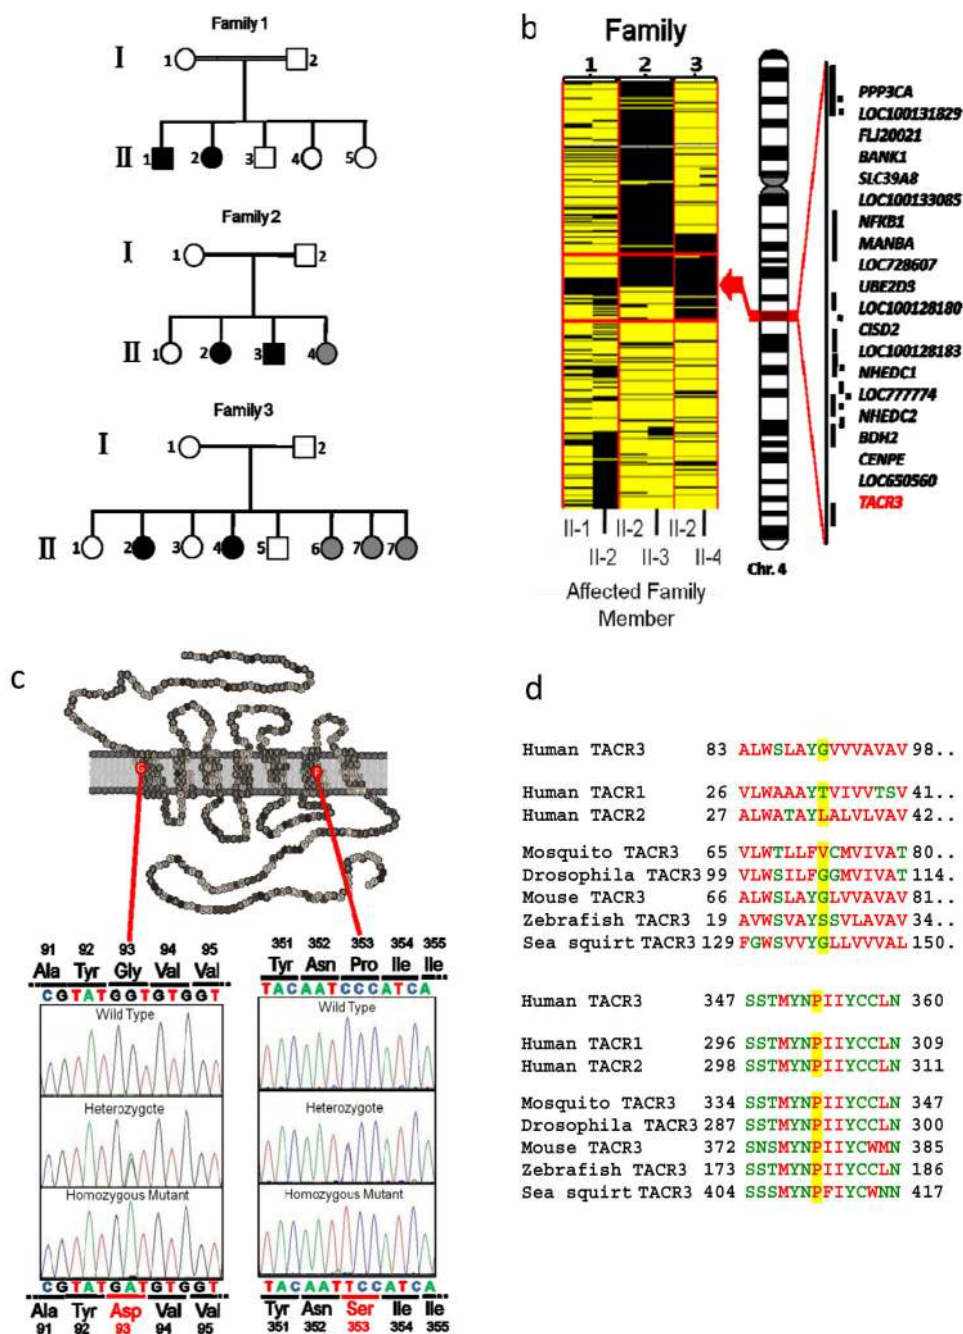 Family 1
I 1 2
II 1 2 3 4 5
Family 2
I 1 2
II 1 2 3 4
Family 3
I 1 2
II 1 2 3 4 5 6 7 7
b
Family
1 2 3
II-1 II-2 II-2
II-2 II-3 II-4
Affected Family
Member
Chr. 4
PPP3CA
LOC100131829
FLJ20021
BANK1
SLC39A8
LOC100133085
NFKB1
MANBA
LOC728607
UBE2D3
LOC100128180
CISD2
LOC100128183
NHEDC1
LOC777774
NHEDC2
BDH2
CENPE
LOC650560
TACR3
c
G P
91 92 93 94 95
Ala Tyr Gly Val Val
CGTATGGTGTGGT
Wild Type
Heterozygote
Homozygous Mutant
CGTATGATGTGGT
Ala Tyr Asp Val Val
91 92 93 94 95
351 352 353 354 355
Tyr Asn Pro Ile Ile
TACAATCCCATCA
Wild Type
Heterozygote
Homozygous Mutant
TACAATTCCATCA
Tyr Asn Ser Ile Ile
351 352 353 354 355
d
Human TACR3 83 ALWSLAYGVVVAVAV 98..
Human TACR1 26 VLWAAAYTVIVVTSV 41..
Human TACR2 27 ALWATAYLALVLVAV 42..
Mosquito TACR3 65 VLWTLLFVCMVIVAT 80..
Drosophila TACR3 99 VLWSILFGGMVIVAT 114..
Mouse TACR3 66 ALWSLAYGLVVAVAV 81..
Zebrafish TACR3 19 AVWSVAYSSVLAVAV 34..
Sea squirt TACR3 129 FGWSVVYGLLVVVAL 150..
Human TACR3 347 SSTMYNPIIYCCLN 360
Human TACR1 296 SSTMYNPIIYCCLN 309
Human TACR2 298 SSTMYNPIIYCCLN 311
Mosquito TACR3 334 SSTMYNPIIYCCLN 347
Drosophila TACR3 287 SSTMYNPIIYCCLN 300
Mouse TACR3 372 SNSMYNPIIYCWMN 385
Zebrafish TACR3 173 SSTMYNPIIYCCLN 186
Sea squirt TACR3 404 SSSMYNPFIYCWNN 417